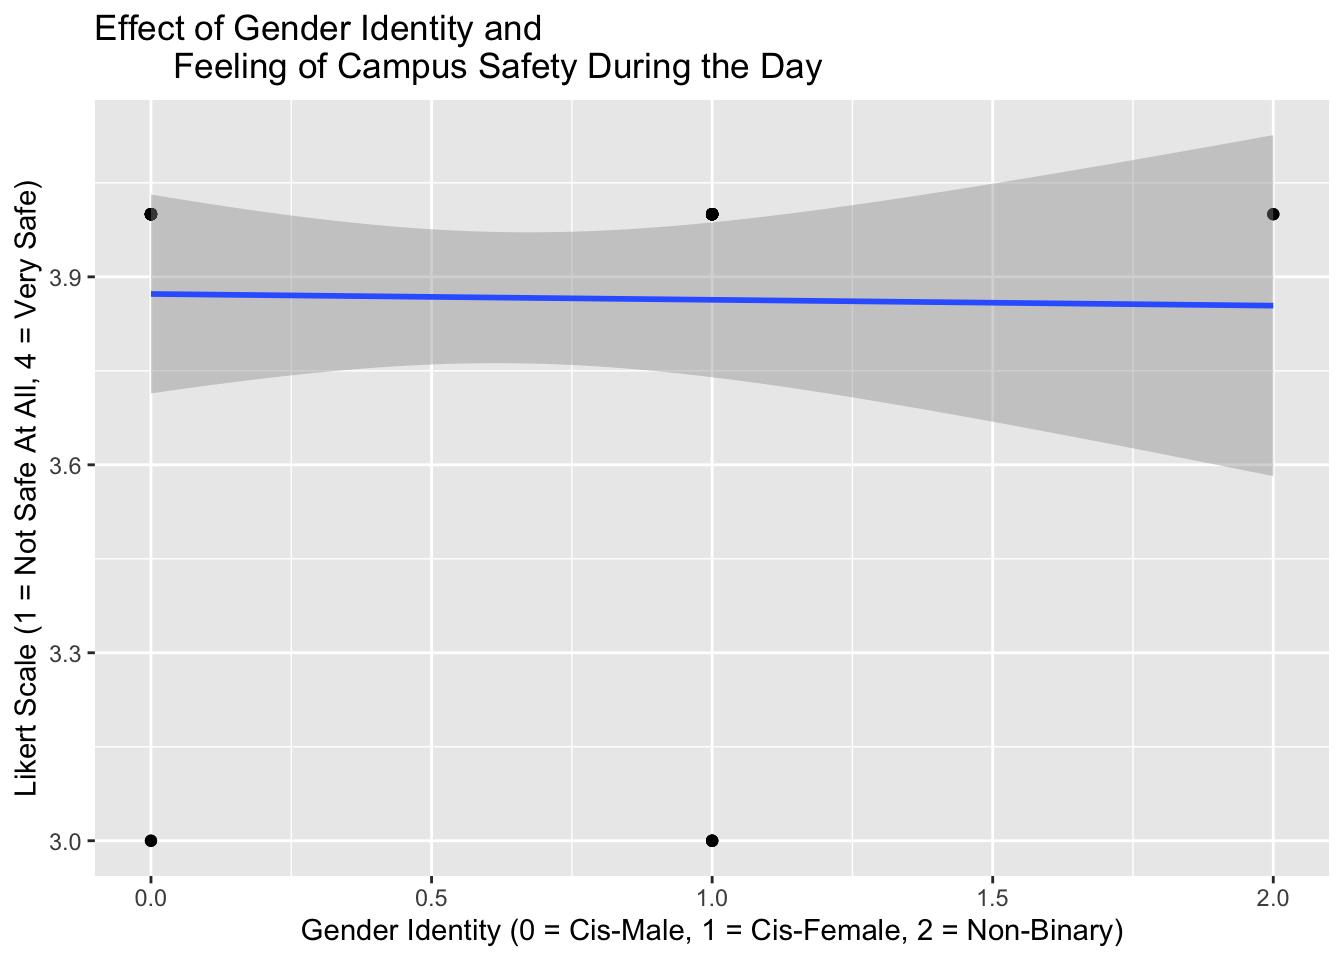 Effect of Gender Identity and
Feeling of Campus Safety During the Day
Likert Scale (1 = Not Safe At All, 4 = Very Safe)
3.9
3.6
3.3
3.0
0.0 0.5 1.0 1.5 2.0
Gender Identity (0 = Cis-Male, 1 = Cis-Female, 2 = Non-Binary)